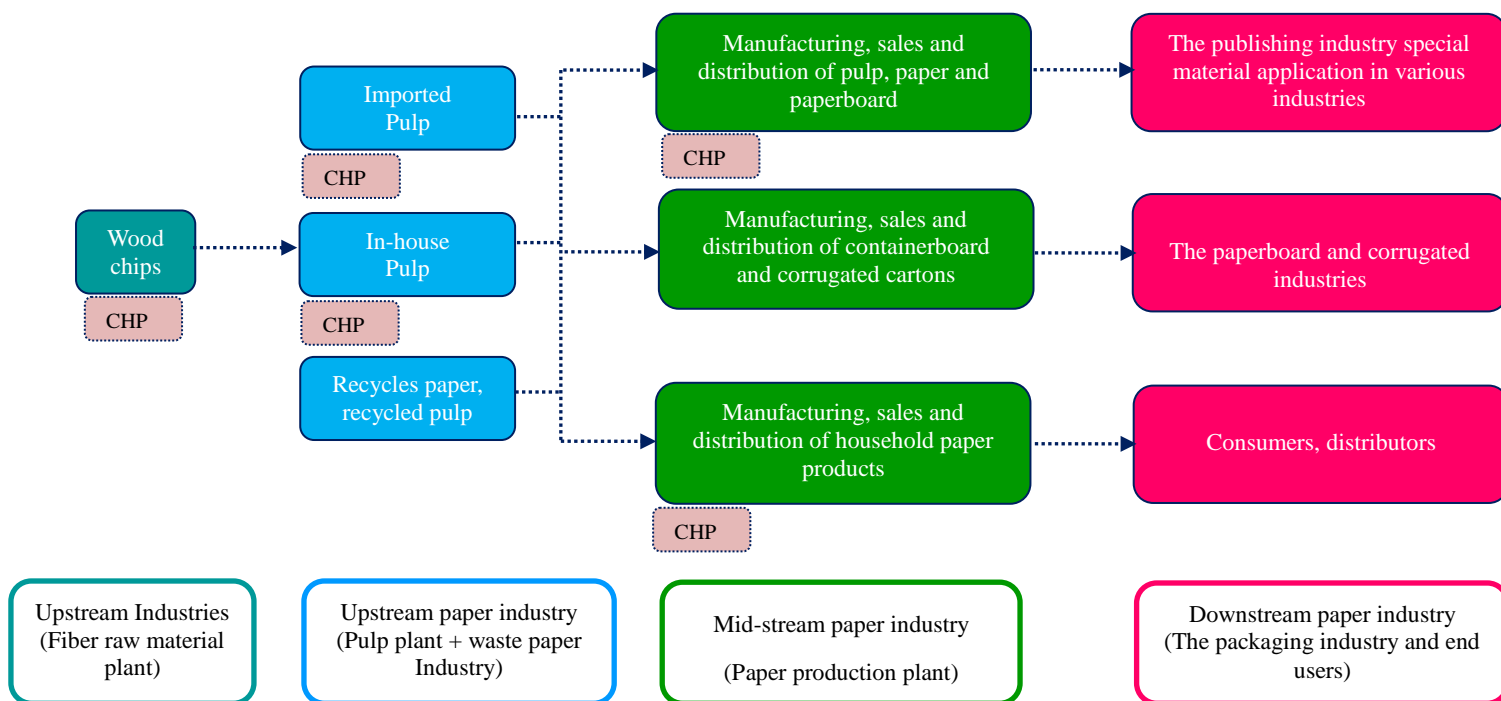 Manufacturing, sales and
distribution of pulp, paper and
paperboard
The publishing industry special
material application in various
industries
Imported
Pulp
CHP
CHP
Wood
chips
CHP
In-house
Pulp
CHP
Manufacturing, sales and
distribution of containerboard
and corrugated cartons
The paperboard and corrugated
industries
Recycles paper,
recycled pulp
Manufacturing, sales and
distribution of household paper
products
CHP
Consumers, distributors
Upstream Industries
(Fiber raw material
plant)
Upstream paper industry
(Pulp plant + waste paper
Industry)
Mid-stream paper industry
(Paper production plant)
Downstream paper industry
(The packaging industry and end
users)